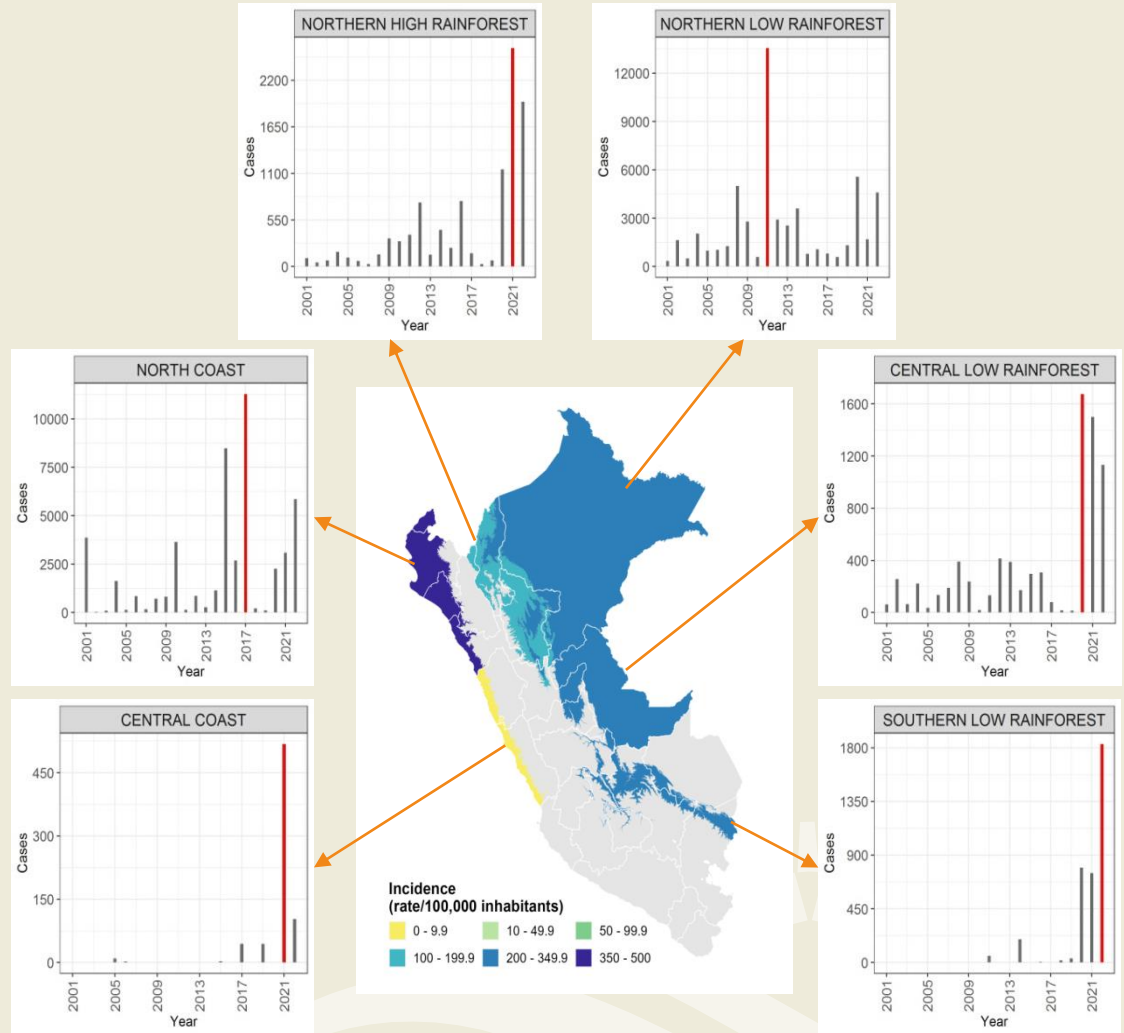 NORTHERN HIGH RAINFOREST
2200
1650
1100
550
0
Cases
2001
2005
2009
2013
2017
2021
Year
NORTHERN LOW RAINFOREST
12000
9000
6000
3000
0
Cases
2001
2005
2009
2013
2017
2021
Year
NORTH COAST
10000
7500
5000
2500
0
Cases
2001
2005
2009
2013
2017
2021
Year
CENTRAL LOW RAINFOREST
1600
1200
800
400
0
Cases
2001
2005
2009
2013
2017
2021
Year
CENTRAL COAST
450
300
150
0
Cases
2001
2005
2009
2013
2017
2021
Year
Incidence
(rate/100,000 inhabitants)
0 - 9.9 10 - 49.9 50 - 99.9
100 - 199.9 200 - 349.9 350 - 500
SOUTHERN LOW RAINFOREST
1800
1350
900
450
0
Cases
2001
2005
2009
2013
2017
2021
Year